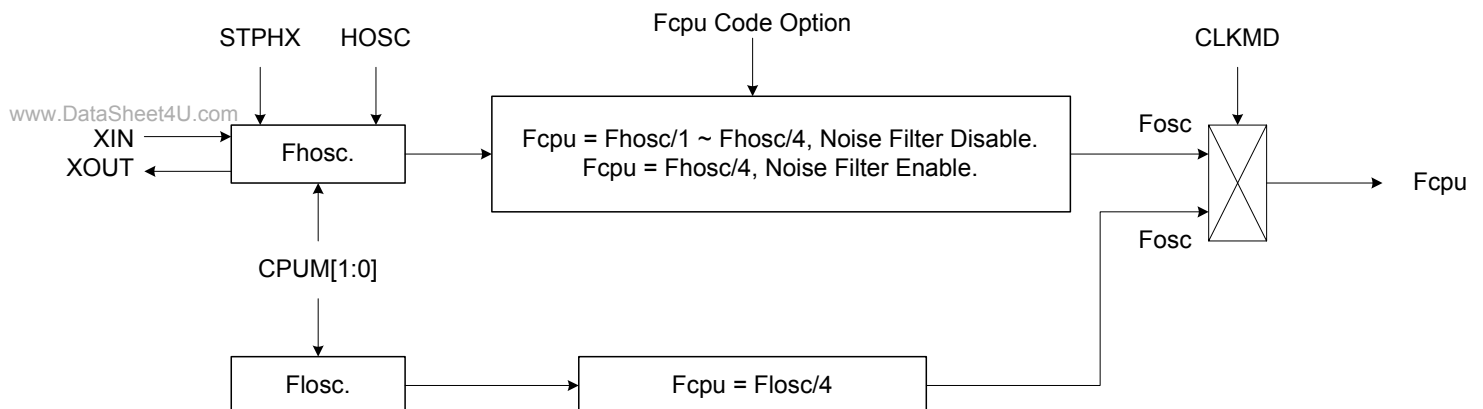 Fcpu Code Option
STPHX
HOSC
CLKMD
www.DataSheet4U.com
XIN
XOUT
Fhosc.
Fcpu = Fhosc/1 ~ Fhosc/4, Noise Filter Disable.
Fcpu = Fhosc/4, Noise Filter Enable.
Fosc
Fcpu
Fosc
CPUM[1:0]
Flosc.
Fcpu = Flosc/4